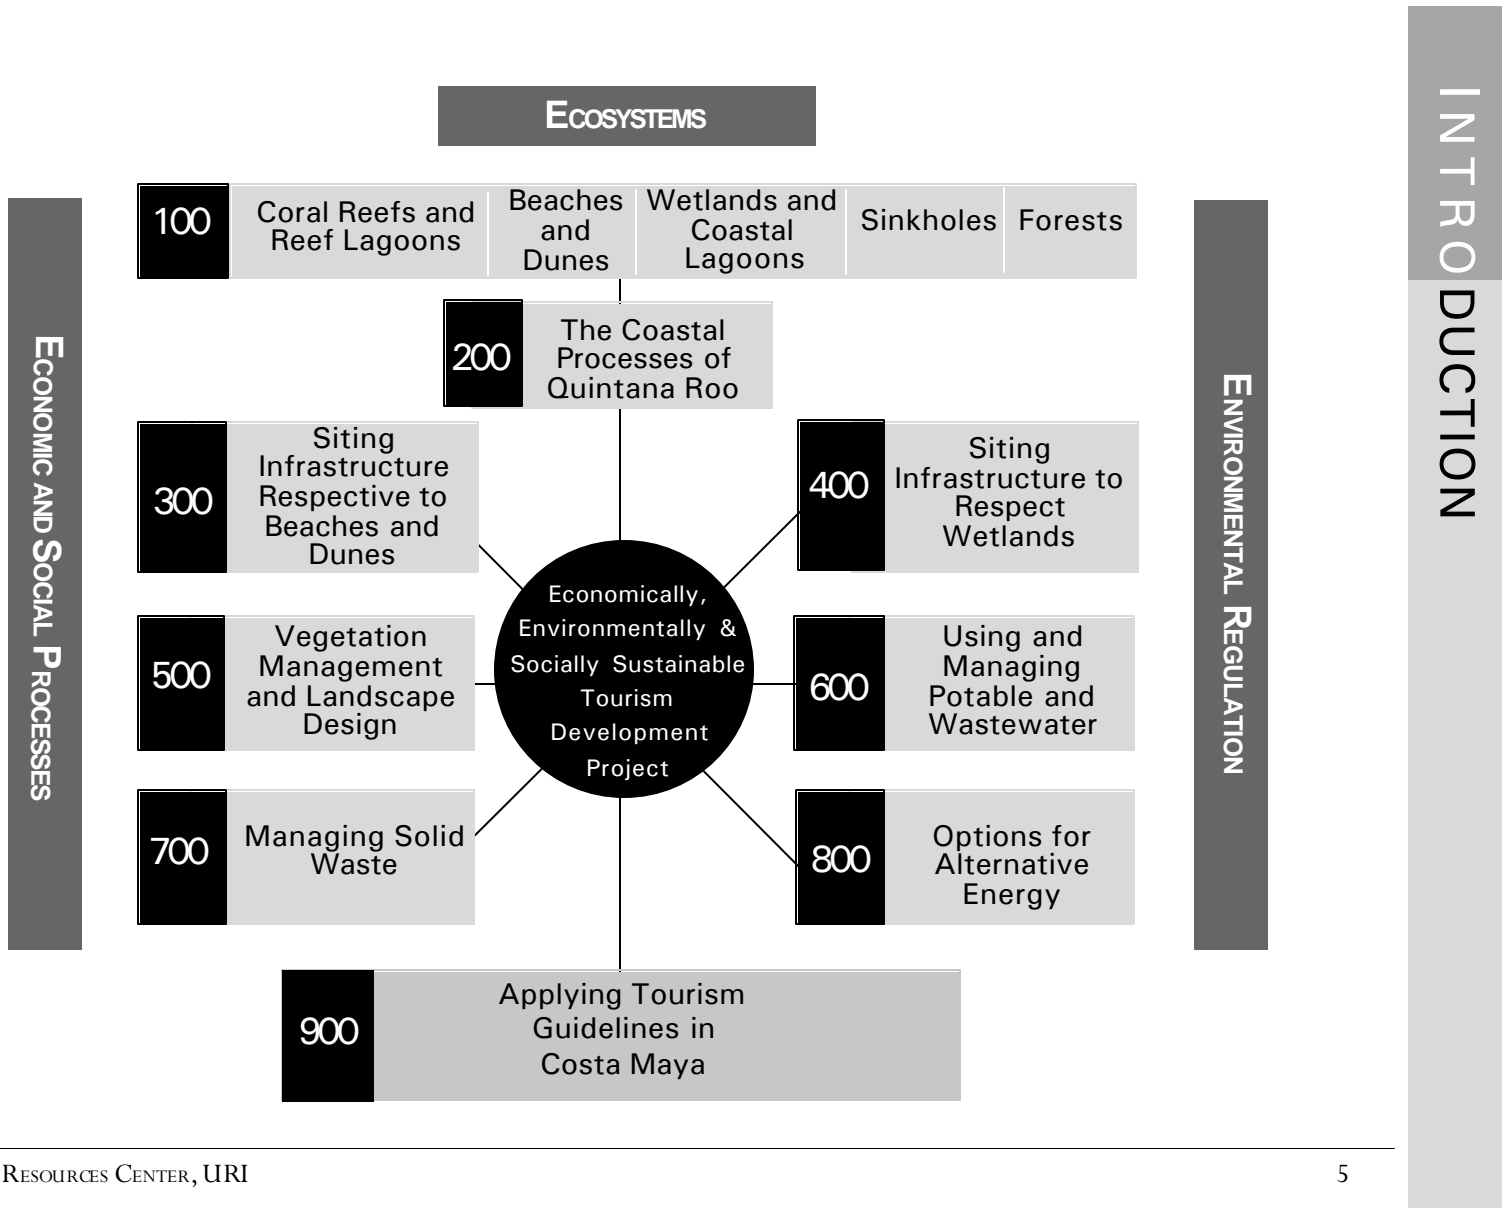 ECOSYSTEMS
100
Coral Reefs and
Reef Lagoons
Beaches
and
Dunes
Wetlands and
Coastal
Lagoons
Sinkholes
Forests
200
The Coastal
Processes of
Quintana Roo
300
Siting
Infrastructure
Respective to
Beaches and
Dunes
400
Siting
Infrastructure to
Respect
Wetlands
Economically,
Environmentally &
Socially Sustainable
Tourism
Development
Project
500
Vegetation
Management
and Landscape
Design
600
Using and
Managing
Potable and
Wastewater
700
Managing Solid
Waste
800
Options for
Alternative
Energy
900
Applying Tourism
Guidelines in
Costa Maya
ECONOMIC AND SOCIAL PROCESSES
ENVIRONMENTAL REGULATION
INTRODUCTION
RESOURCES CENTER, URI
5